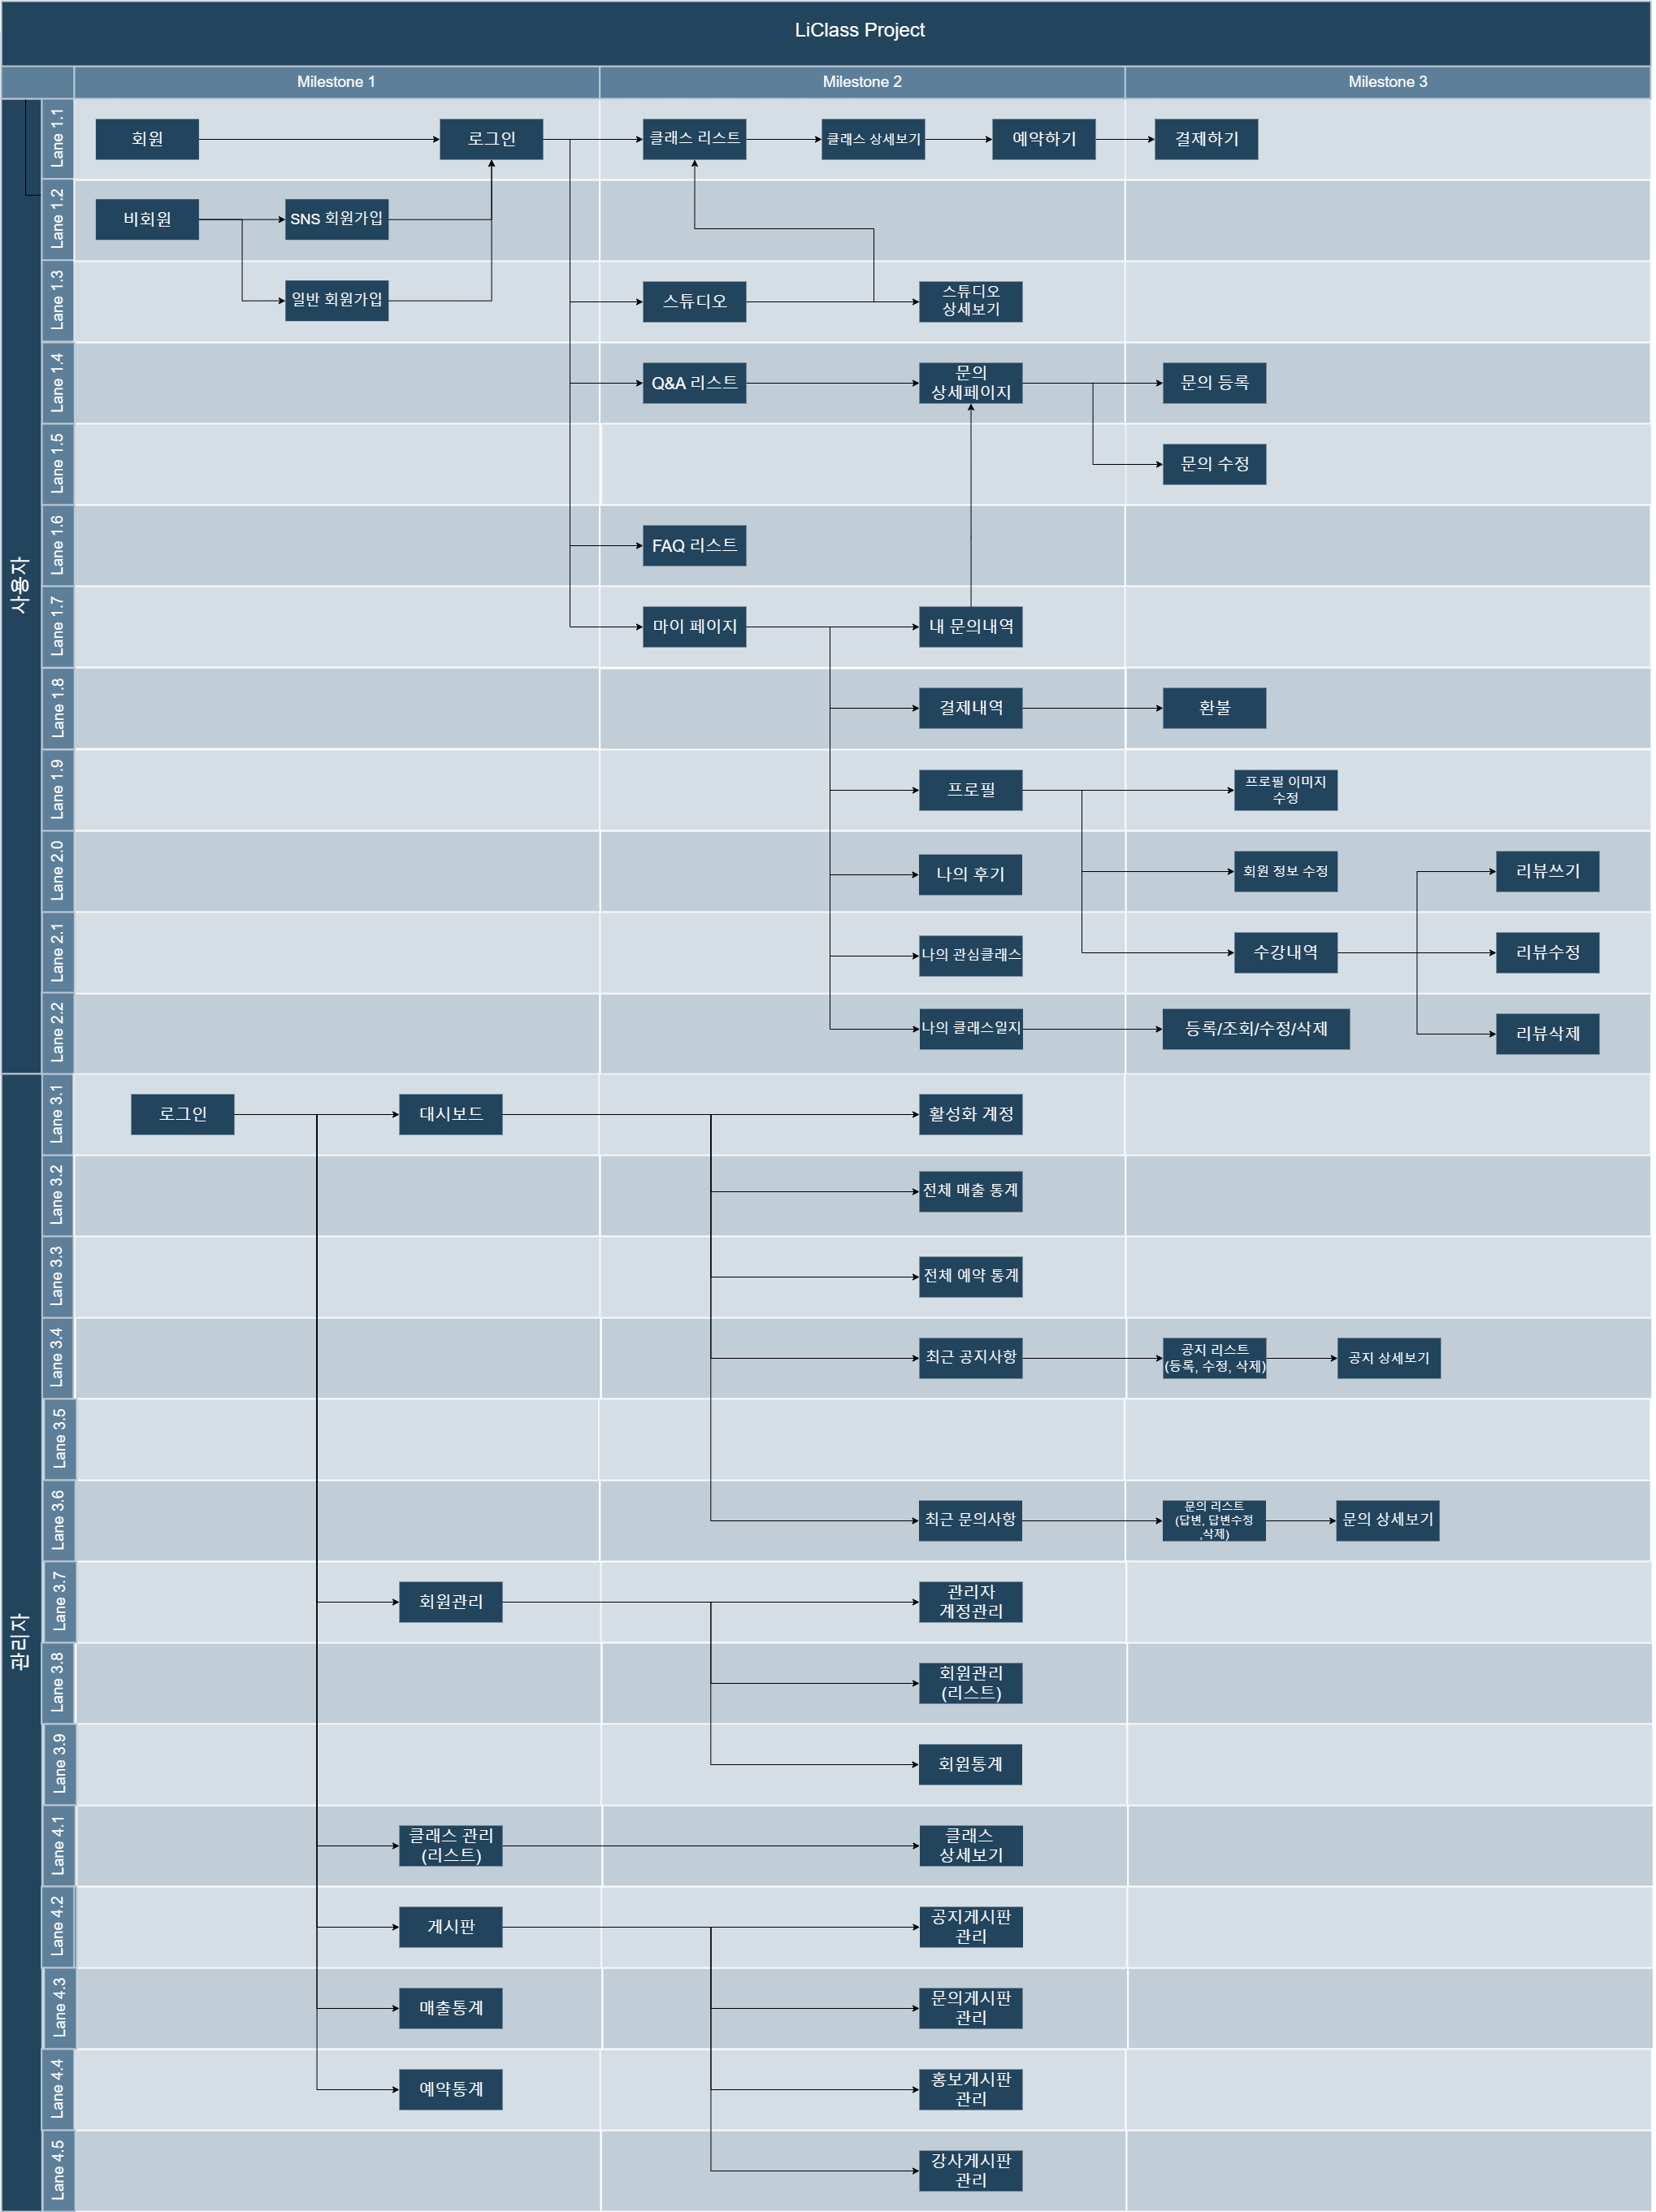 LiClass Project
Milestone 1
Milestone 2
Milestone 3
사용자
Lane 1.1
회원
로그인
클래스 리스트
클래스 상세보기
예약하기
결제하기
Lane 1.2
비회원
SNS 회원가입
Lane 1.3
일반 회원가입
스튜디오
스튜디오
상세보기
Lane 1.4
Q&A 리스트
문의
상세페이지
문의 등록
Lane 1.5
문의 수정
Lane 1.6
FAQ 리스트
Lane 1.7
마이 페이지
내 문의내역
Lane 1.8
결제내역
환불
Lane 1.9
프로필
프로필 이미지
수정
Lane 2.0
나의 후기
회원 정보 수정
리뷰쓰기
Lane 2.1
나의 관심클래스
수강내역
리뷰수정
Lane 2.2
나의 클래스일지
등록/조회/수정/삭제
리뷰삭제
관리자
Lane 3.1
로그인
대시보드
활성화 계정
Lane 3.2
전체 매출 통계
Lane 3.3
전체 예약 통계
Lane 3.4
최근 공지사항
공지 리스트
(등록, 수정, 삭제)
공지 상세보기
Lane 3.5
Lane 3.6
최근 문의사항
문의 리스트
(답변, 답변수정
,삭제)
문의 상세보기
Lane 3.7
회원관리
관리자
계정관리
Lane 3.8
회원관리
(리스트)
Lane 3.9
회원통계
Lane 4.1
클래스 관리
(리스트)
클래스
상세보기
Lane 4.2
게시판
공지게시판
관리
Lane 4.3
매출통계
문의게시판
관리
Lane 4.4
예약통계
홍보게시판
관리
Lane 4.5
강사게시판
관리